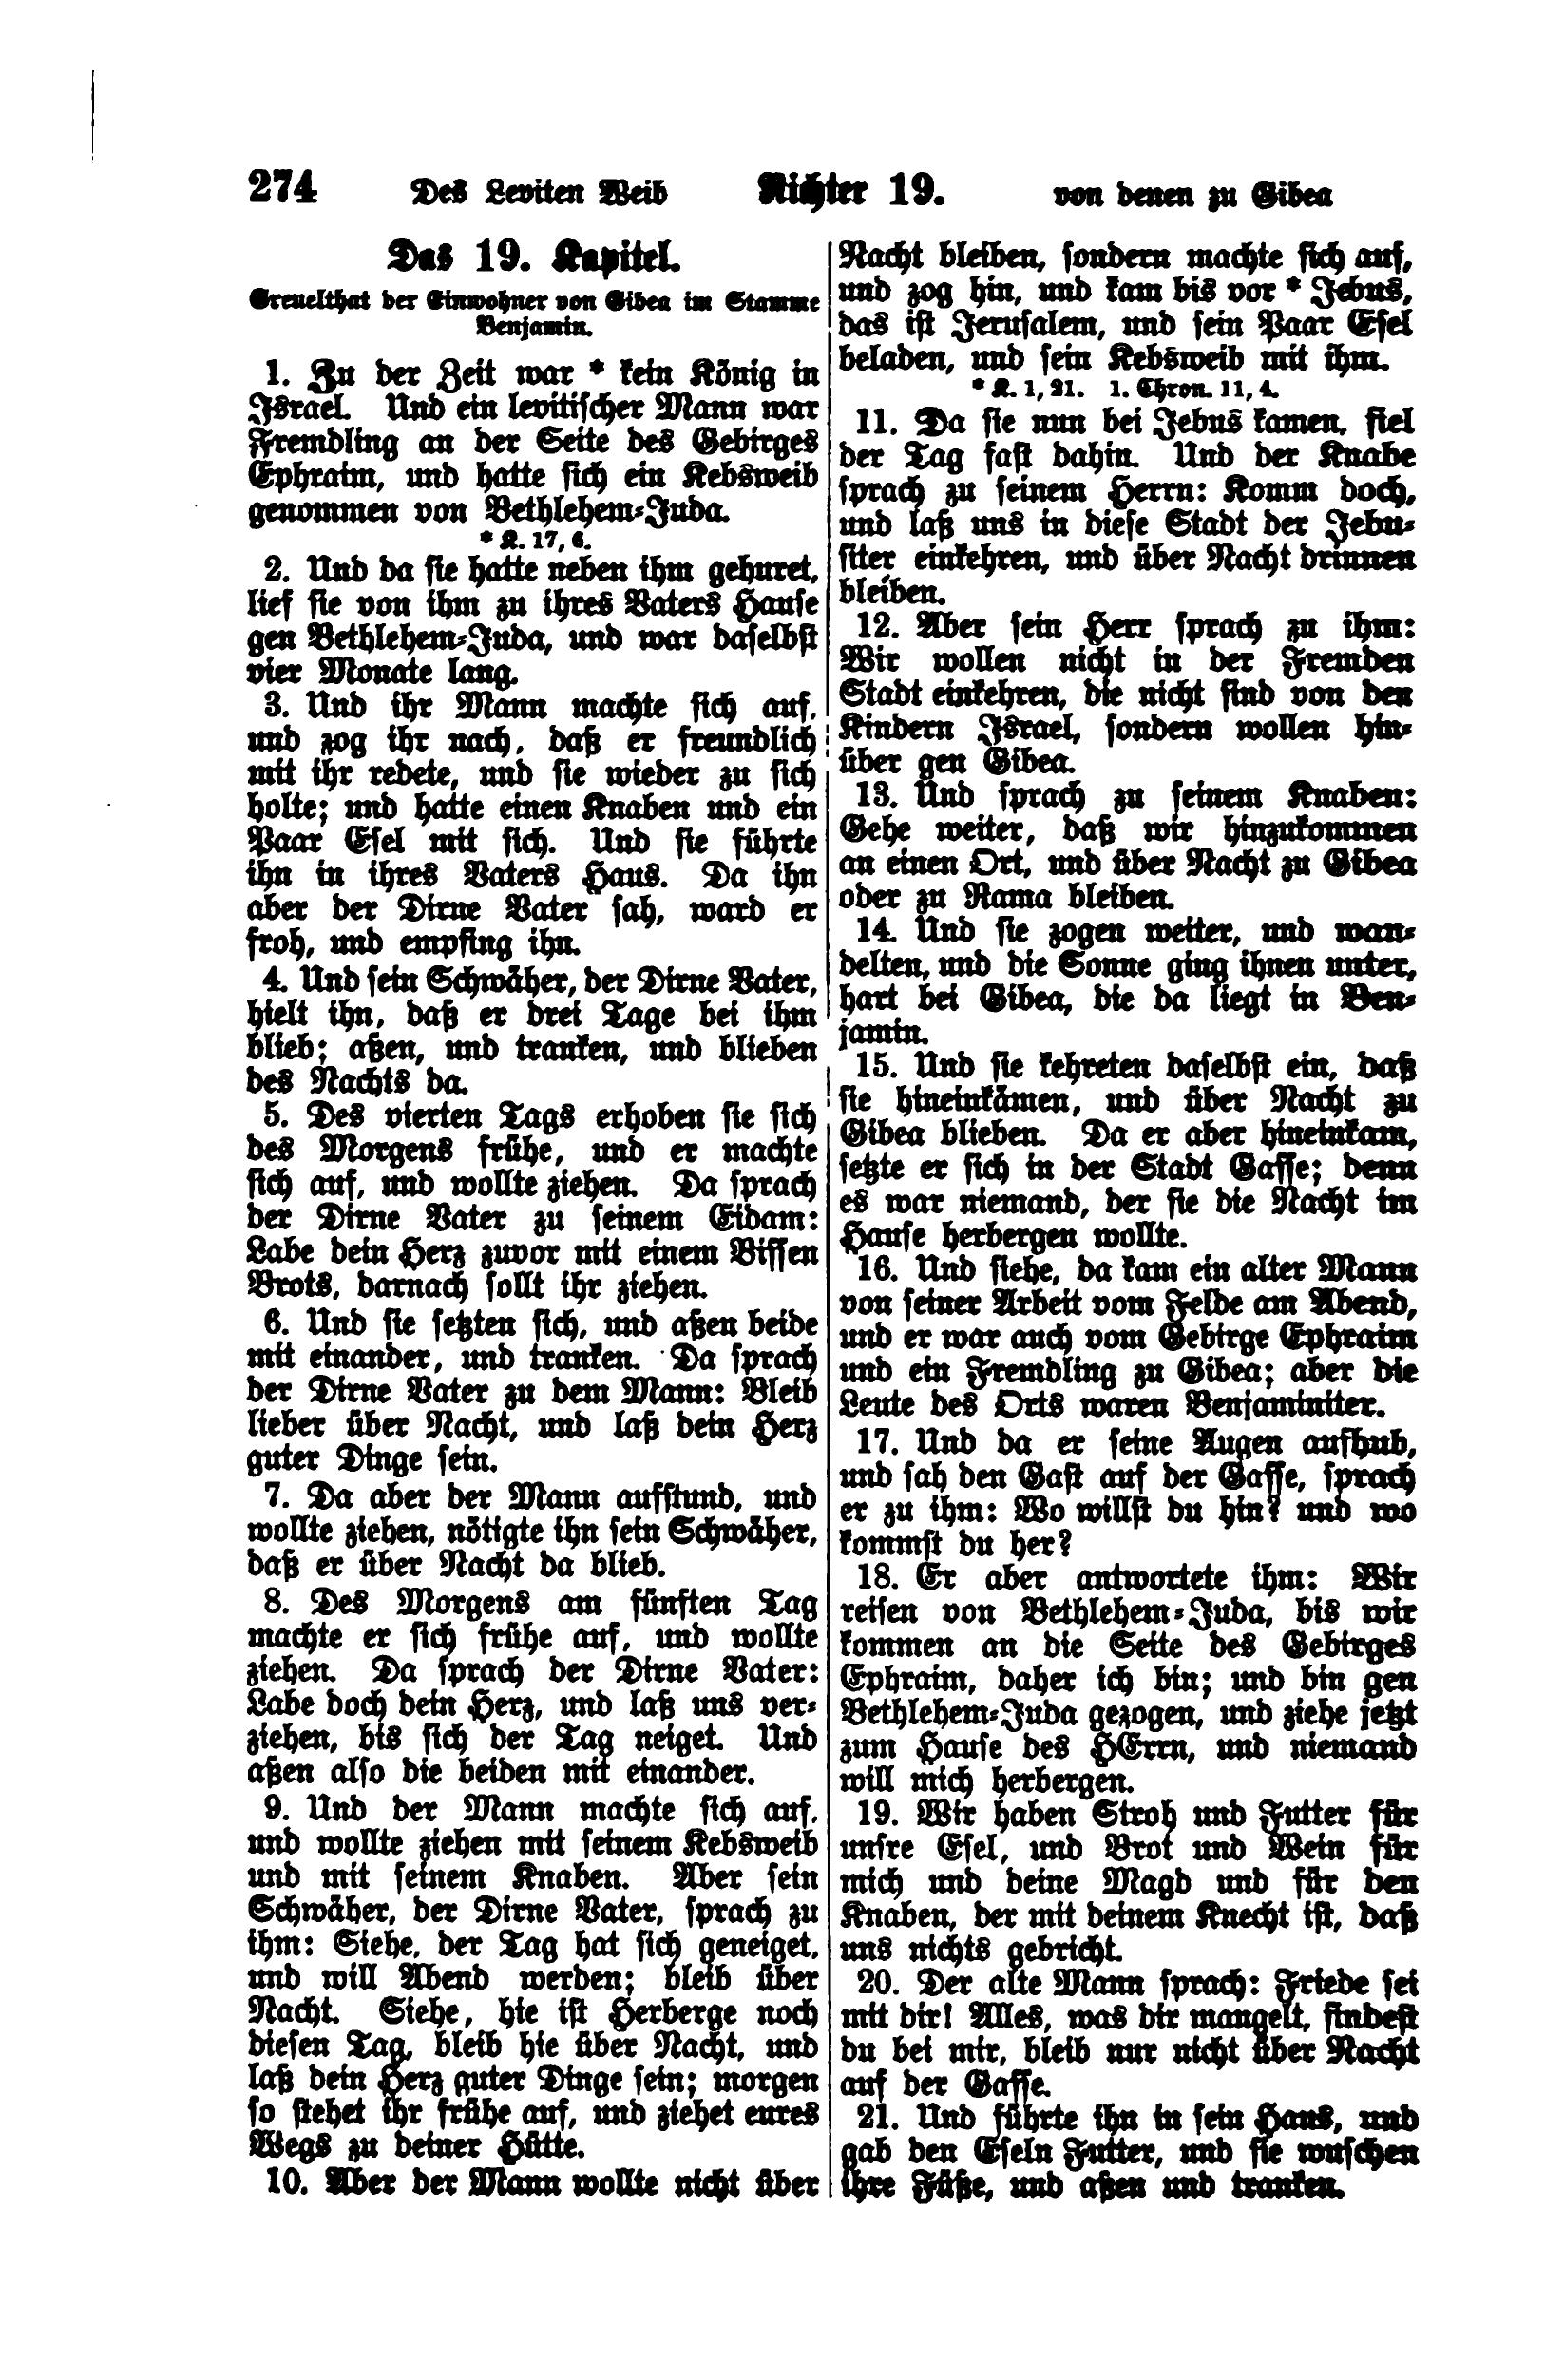 274 Des Leviten Weib Richter 19. von denen zu Gibea
Das 19. Kapitel.
Greuelthat der Einwohner von Gibea im Stamme
Benjamin.
1. Zu der Zeit war * kein König in
Israel. Und ein levitischer Mann war
Fremdling an der Seite des Gebirges
Ephraim, und hatte sich ein Kebsweib
genommen von Bethlehem-Juda.
* K. 17, 6.
2. Und da sie hatte neben ihm gehuret,
lief sie von ihm zu ihres Vaters Hause
gen Bethlehem-Juda, und war daselbst
vier Monate lang.
3. Und ihr Mann machte sich auf,
und zog ihr nach, daß er freundlich
mit ihr redete, und sie wieder zu sich
holte; und hatte einen Knaben und ein
Paar Esel mit sich. Und sie führte
ihn in ihres Vaters Haus. Da ihn
aber der Dirne Vater sah, ward er
froh, und empfing ihn.
4. Und sein Schwäher, der Dirne Vater,
hielt ihn, daß er drei Tage bei ihm
blieb; aßen, und tranken, und blieben
des Nachts da.
5. Des vierten Tags erhoben sie sich
des Morgens frühe, und er machte
sich auf, und wollte ziehen. Da sprach
der Dirne Vater zu seinem Eidam:
Labe dein Herz zuvor mit einem Bissen
Brots, darnach sollt ihr ziehen.
6. Und sie setzten sich, und aßen beide
mit einander, und tranken. Da sprach
der Dirne Vater zu dem Mann: Bleib
lieber über Nacht, und laß dein Herz
guter Dinge sein.
7. Da aber der Mann aufstund, und
wollte ziehen, nötigte ihn sein Schwäher,
daß er über Nacht da blieb.
8. Des Morgens am fünften Tag
machte er sich frühe auf, und wollte
ziehen. Da sprach der Dirne Vater:
Labe doch dein Herz, und laß uns ver-
ziehen, bis sich der Tag neiget. Und
aßen also die beiden mit einander.
9. Und der Mann machte sich auf,
und wollte ziehen mit seinem Kebsweib
und mit seinem Knaben. Aber sein
Schwäher, der Dirne Vater, sprach zu
ihm: Siehe, der Tag hat sich geneiget,
und will Abend werden; bleib über
Nacht. Siehe, hie ist Herberge noch
diesen Tag, bleib hie über Nacht, und
laß dein Herz guter Dinge sein; morgen
so stehet ihr frühe auf, und ziehet eures
Wegs zu deiner Hütte.
10. Aber der Mann wollte nicht über
Nacht bleiben, sondern machte sich auf,
und zog hin, und kam bis vor * Jebus,
das ist Jerusalem, und sein Paar Esel
beladen, und sein Kebsweib mit ihm.
* K. 1, 21. 1. Chron. 11, 4.
11. Da sie nun bei Jebus kamen, fiel
der Tag fast dahin. Und der Knabe
sprach zu seinem Herrn: Komm doch,
und laß uns in diese Stadt der Jebu-
siter einkehren, und über Nacht drinnen
bleiben.
12. Aber sein Herr sprach zu ihm:
Wir wollen nicht in der Fremden
Stadt einkehren, die nicht sind von den
Kindern Israel, sondern wollen hin-
über gen Gibea.
13. Und sprach zu seinem Knaben:
Gehe weiter, daß wir hinzukommen
an einen Ort, und über Nacht zu Gibea
oder zu Rama bleiben.
14. Und sie zogen weiter, und wan-
delten, und die Sonne ging ihnen unter,
hart bei Gibea, die da liegt in Ben-
jamin.
15. Und sie kehreten daselbst ein, daß
sie hineinkämen, und über Nacht zu
Gibea blieben. Da er aber hineinkam,
setzte er sich in der Stadt Gasse; denn
es war niemand, der sie die Nacht im
Hause herbergen wollte.
16. Und siehe, da kam ein alter Mann
von seiner Arbeit vom Felde am Abend,
und er war auch vom Gebirge Ephraim
und ein Fremdling zu Gibea; aber die
Leute des Orts waren Benjaminiter.
17. Und da er seine Augen aufhub,
und sah den Gast auf der Gasse, sprach
er zu ihm: Wo willst du hin? und wo
kommst du her?
18. Er aber antwortete ihm: Wir
reisen von Bethlehem-Juda, bis wir
kommen an die Seite des Gebirges
Ephraim, daher ich bin; und bin gen
Bethlehem-Juda gezogen, und ziehe jetzt
zum Hause des HErrn, und niemand
will mich herbergen.
19. Wir haben Stroh und Futter für
unsre Esel, und Brot und Wein für
mich und deine Magd und für den
Knaben, der mit deinem Knecht ist, daß
uns nichts gebricht.
20. Der alte Mann sprach: Friede sei
mit dir! Alles, was dir mangelt, findest
du bei mir, bleib nur nicht über Nacht
auf der Gasse.
21. Und führte ihn in sein Haus, und
gab den Eseln Futter, und sie wuschen
ihre Füße, und aßen und tranken.